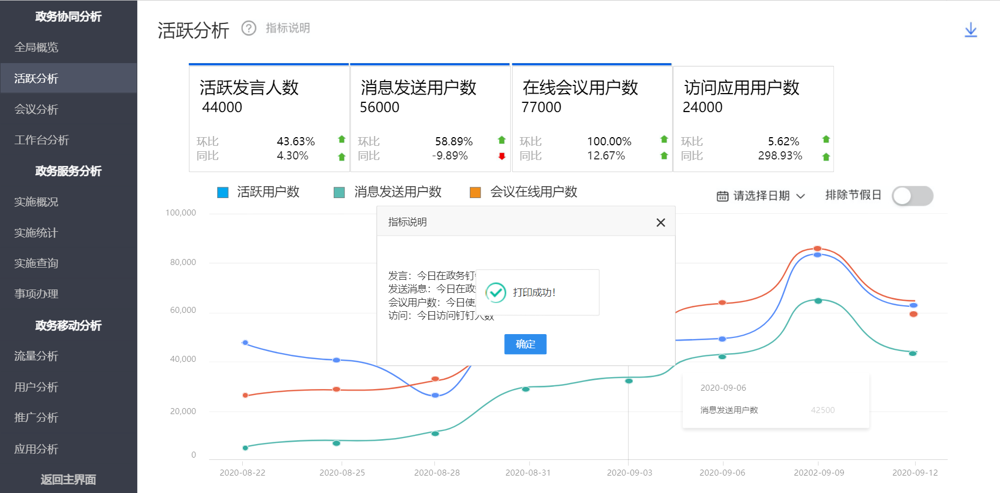 政务协同分析
全局概览
活跃分析
会议分析
工作台分析
政务服务分析
实施概况
实施统计
实施查询
事项办理
政务移动分析
流量分析
用户分析
推广分析
应用分析
返回主界面
活跃分析 ? 指标说明
活跃发言人数
44000
环比 43.63%
同比 4.30%
消息发送用户数
56000
环比 58.89%
同比 -9.89%
在线会议用户数
77000
环比 100.00%
同比 12.67%
访问应用用户数
24000
环比 5.62%
同比 298.93%
活跃用户数 消息发送用户数 会议在线用户数
请选择日期 排除节假日
100,000
80,000
60,000
40,000
20,000
0
指标说明
发言：今日在政务钉
发送消息：今日在政
会议用户数：今日使
访问：今日访问钉钉人数
打印成功！
确定
2020-09-06
消息发送用户数 42500
2020-08-22 2020-08-25 2020-08-28 2020-08-31 2020-09-03 2020-09-06 20202-09-09 2020-09-12